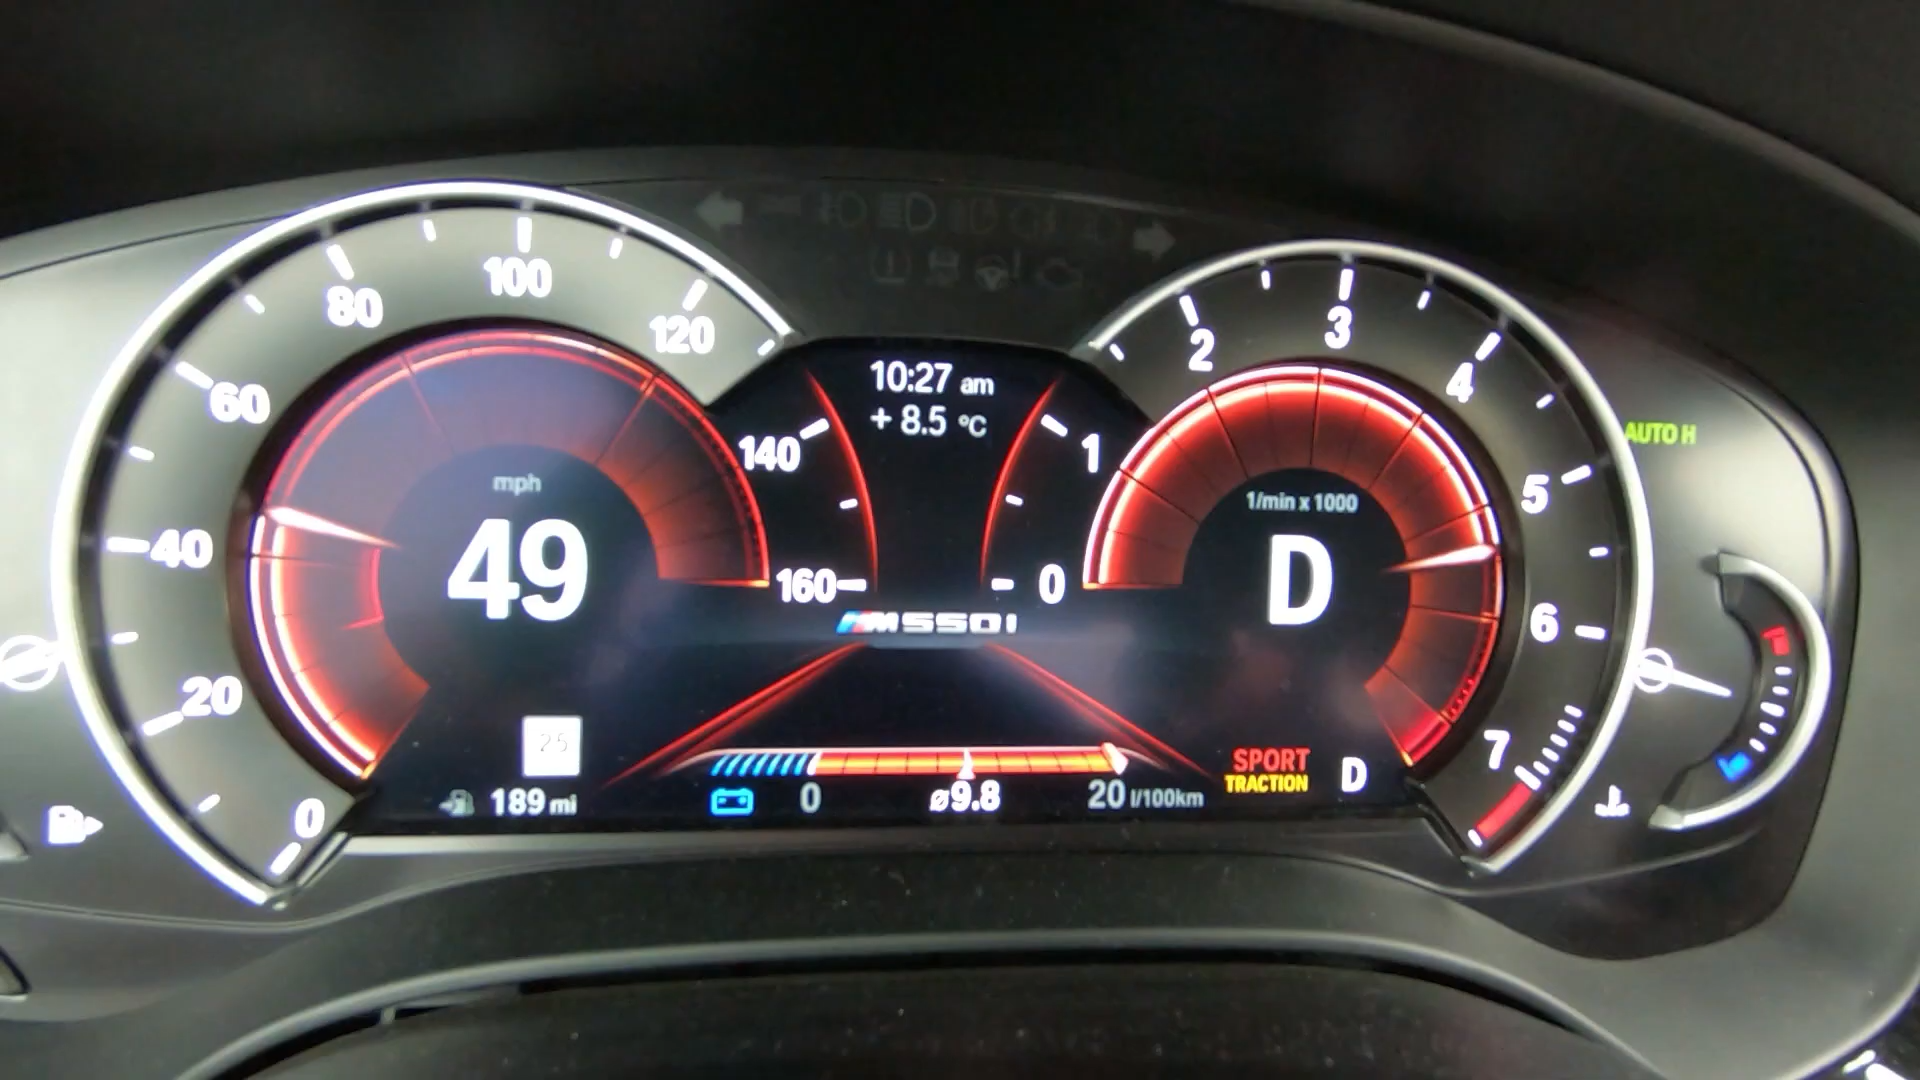 0
20
40
60
80
100
120
140
160
mph
49
25
189 mi
10:27 am
+ 8.5 °C
M550i
0
ø9.8
20 l/100km
0
1
2
3
4
5
6
7
1/min x 1000
D
SPORT
TRACTION
D
AUTO H